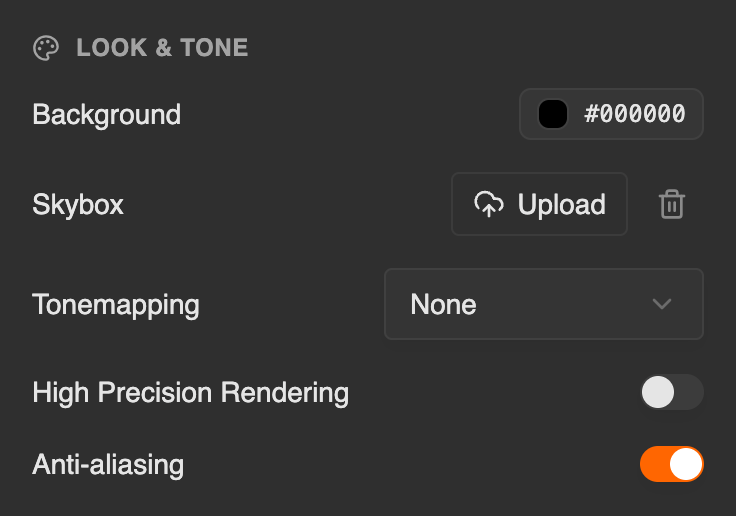 LOOK & TONE
Background #000000
Skybox Upload
Tonemapping None
High Precision Rendering
Anti-aliasing